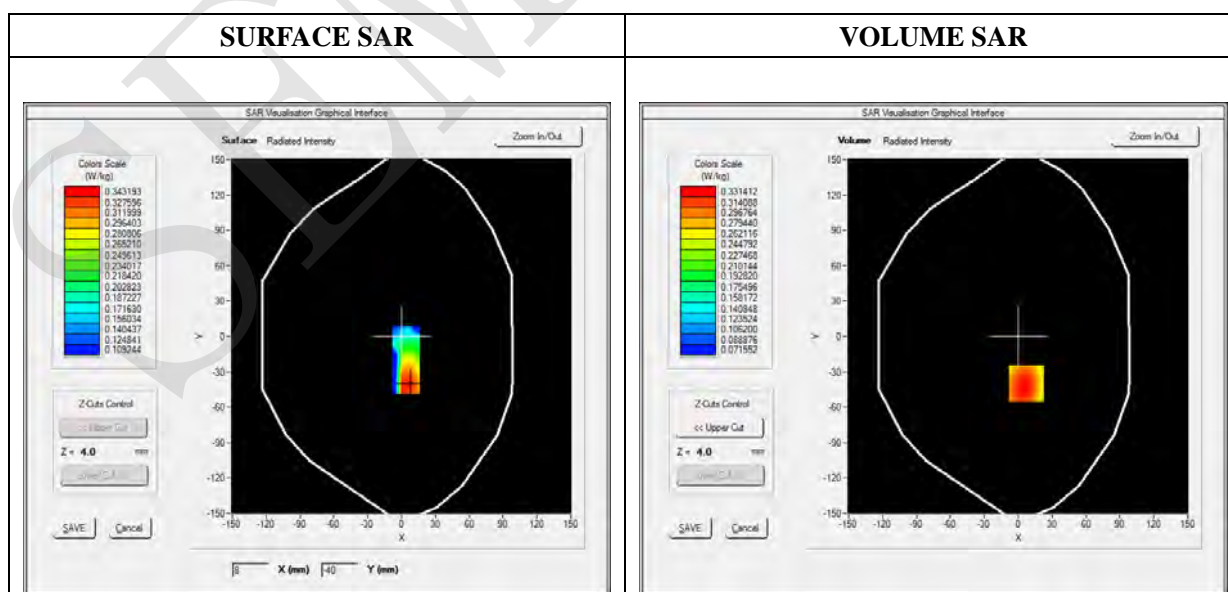 SURFACE SAR
VOLUME SAR
SAR Visualisation Graphical Interface
Surface Radiated Intensity
Zoom In/Out
Colors Scale
(W/kg)
0.343193
0.327596
0.311999
0.296403
0.280806
0.265210
0.249613
0.234017
0.218420
0.202823
0.187227
0.171630
0.156034
0.140437
0.124841
0.109244
Z-Cuts Control
<< Upper Cut
Z = 4.0 mm
SAVE
Cancel
150
120
90
60
30
0
-30
-60
-90
-120
-150
Y
-150 -120 -90 -60 -30 0 30 60 90 120 150
X
8 X (mm) -40 Y (mm)
SAR Visualisation Graphical Interface
Volume Radiated Intensity
Zoom In/Out
Colors Scale
(W/kg)
0.331412
0.314088
0.296764
0.279440
0.262116
0.244792
0.227468
0.210144
0.192820
0.175496
0.158172
0.140848
0.123524
0.106200
0.088876
0.071552
Z-Cuts Control
<< Upper Cut
Z = 4.0 mm
SAVE
Cancel
150
120
90
60
30
0
-30
-60
-90
-120
-150
Y
-150 -120 -90 -60 -30 0 30 60 90 120 150
X